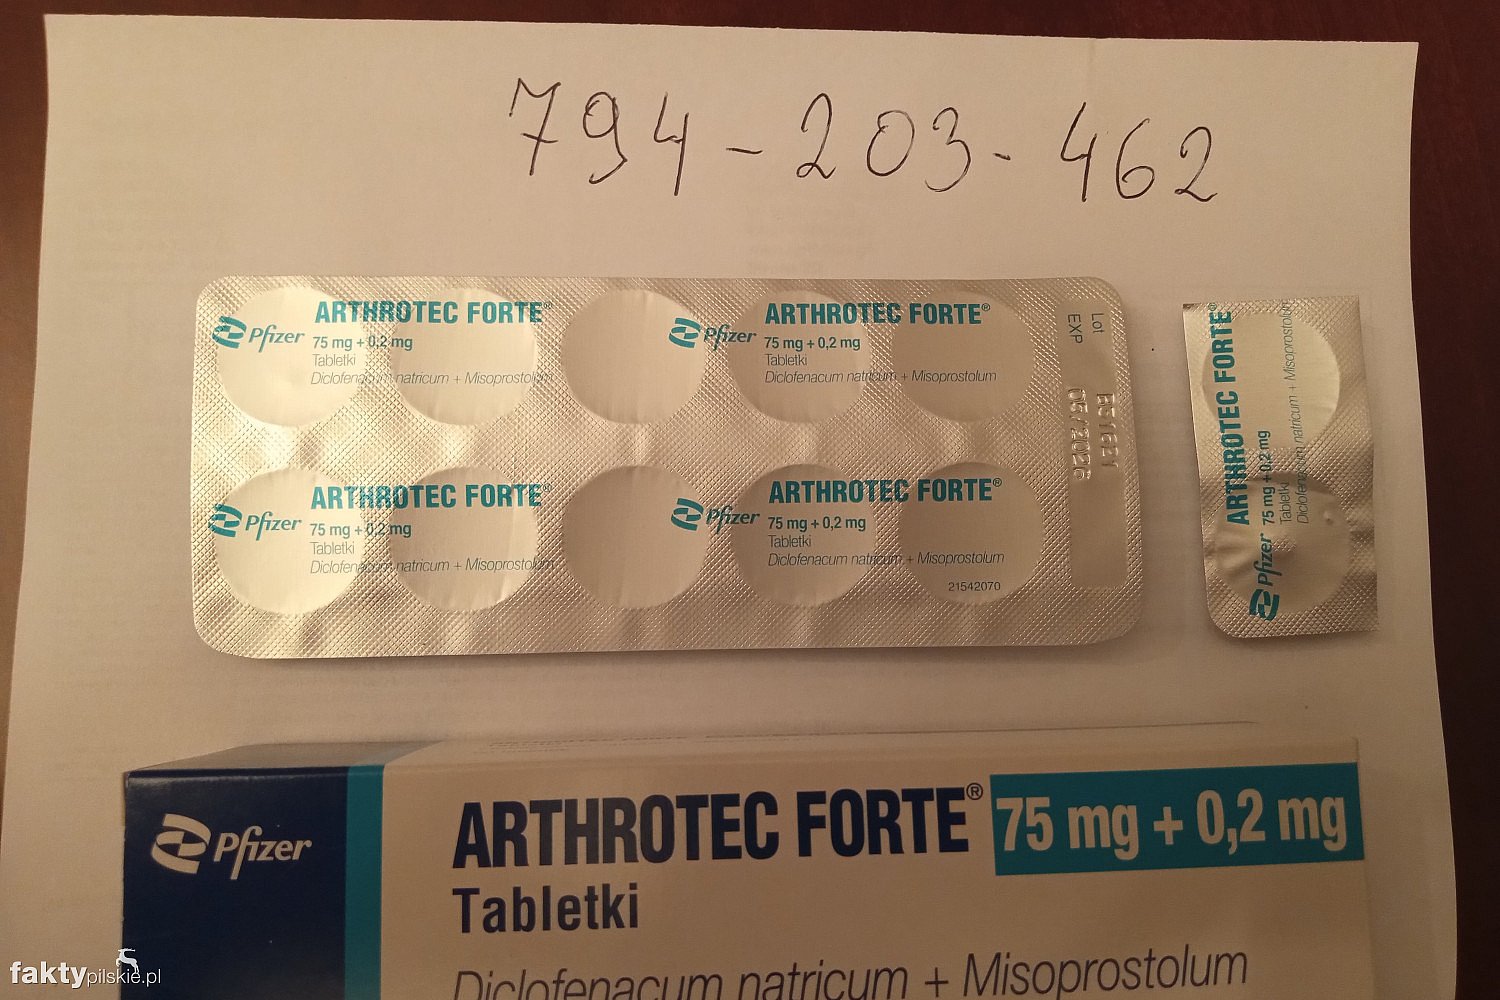 794-203-462
Pfizer ARTHROTEC FORTE®
75 mg + 0,2 mg
Tabletki
Diclofenacum natricum + Misoprostolum
Pfizer ARTHROTEC FORTE®
75 mg + 0,2 mg
Tabletki
Diclofenacum natricum + Misoprostolum
Lot
EXP
05/2026
Pfizer ARTHROTEC FORTE®
75 mg + 0,2 mg
Tabletki
Diclofenacum natricum + Misoprostolum
Pfizer ARTHROTEC FORTE®
75 mg + 0,2 mg
Tabletki
Diclofenacum natricum + Misoprostolum
21542070
Pfizer ARTHROTEC FORTE®
75 mg + 0,2 mg
Tabletki
Diclofenacum natricum + Misoprostolum
Pfizer
ARTHROTEC FORTE® 75 mg + 0,2 mg
Tabletki
Diclofenacum natricum + Misoprostolum
faktypilskie.pl